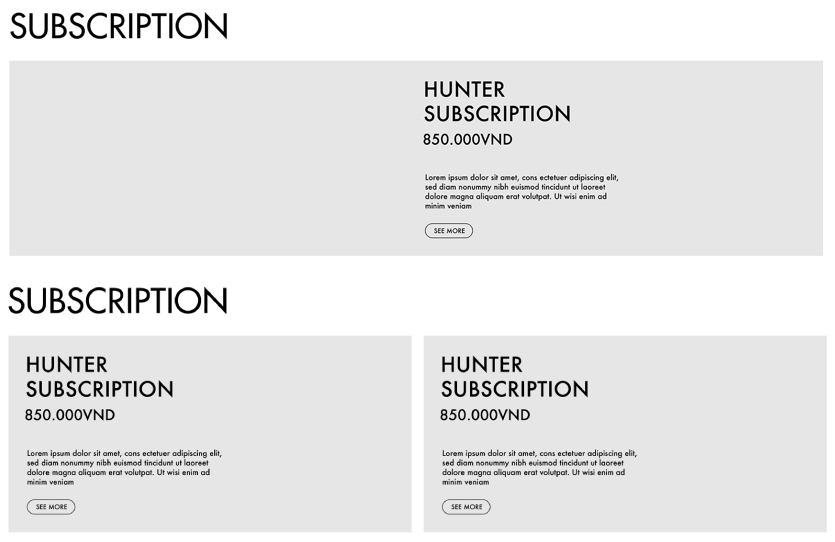 SUBSCRIPTION
HUNTER
SUBSCRIPTION
850.000VND
Lorem ipsum dolor sit amet, cons ectetuer adipiscing elit,
sed diam nonummy nibh euismod tincidunt ut laoreet
dolore magna aliquam erat volutpat. Ut wisi enim ad
minim veniam
SEE MORE
SUBSCRIPTION
HUNTER
SUBSCRIPTION
850.000VND
Lorem ipsum dolor sit amet, cons ectetuer adipiscing elit,
sed diam nonummy nibh euismod tincidunt ut laoreet
dolore magna aliquam erat volutpat. Ut wisi enim ad
minim veniam
SEE MORE
HUNTER
SUBSCRIPTION
850.000VND
Lorem ipsum dolor sit amet, cons ectetuer adipiscing elit,
sed diam nonummy nibh euismod tincidunt ut laoreet
dolore magna aliquam erat volutpat. Ut wisi enim ad
minim veniam
SEE MORE